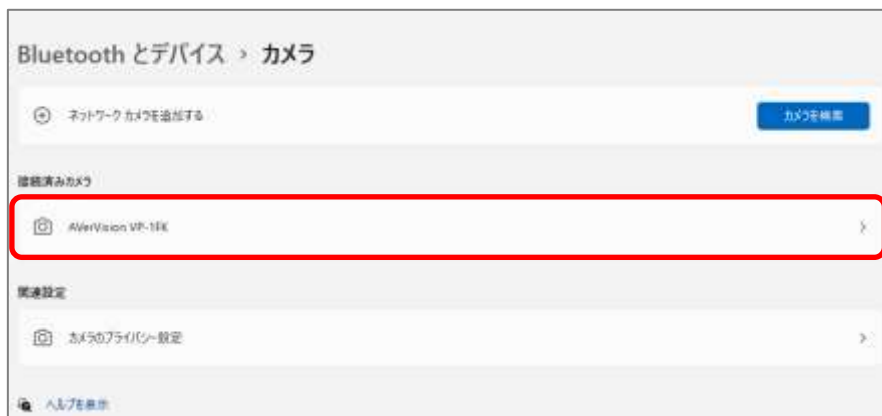 Bluetooth とデバイス › カメラ
ネットワーク カメラを追加する
カメラを検索
接続済みカメラ
AVerVision VP-1FK
関連設定
カメラのプライバシー設定
ヘルプを表示